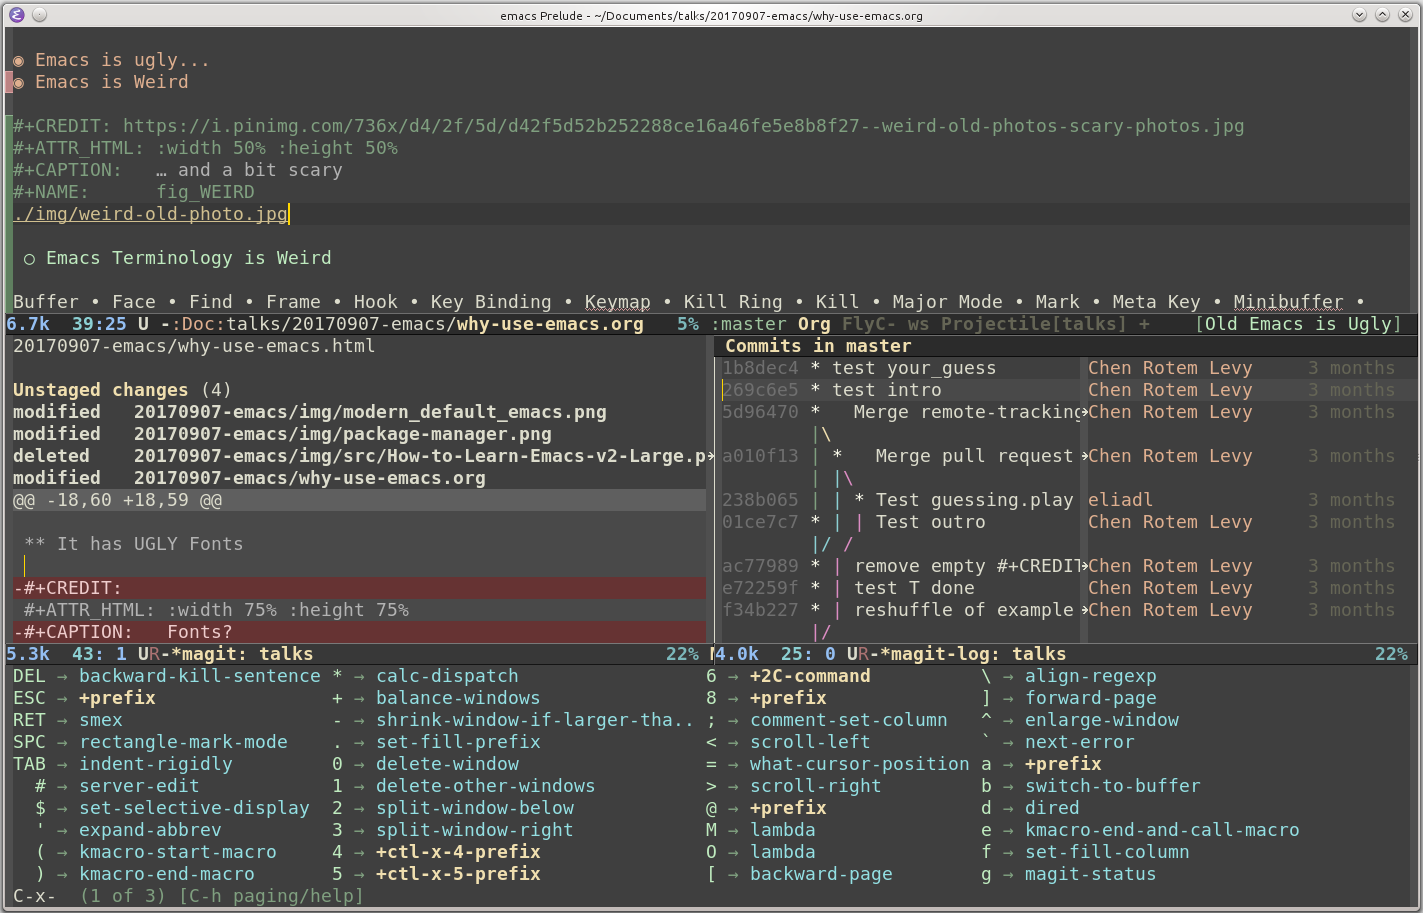 emacs Prelude - ~/Documents/talks/20170907-emacs/why-use-emacs.org
◉ Emacs is ugly...
◉ Emacs is Weird
#+CREDIT: https://i.pinimg.com/736x/d4/2f/5d/d42f5d52b252288ce16a46fe5e8b8f27--weird-old-photos-scary-photos.jpg
#+ATTR_HTML: :width 50% :height 50%
#+CAPTION:   … and a bit scary
#+NAME:      fig_WEIRD
./img/weird-old-photo.jpg
○ Emacs Terminology is Weird
Buffer • Face • Find • Frame • Hook • Key Binding • Keymap • Kill Ring • Kill • Major Mode • Mark • Meta Key • Minibuffer •
6.7k  39:25 U -:Doc:talks/20170907-emacs/why-use-emacs.org   5% :master Org FlyC- ws Projectile[talks] +    [Old Emacs is Ugly]
20170907-emacs/why-use-emacs.html
Unstaged changes (4)
modified   20170907-emacs/img/modern_default_emacs.png
modified   20170907-emacs/img/package-manager.png
deleted    20170907-emacs/img/src/How-to-Learn-Emacs-v2-Large.p→
modified   20170907-emacs/why-use-emacs.org
@@ -18,60 +18,59 @@
** It has UGLY Fonts
-#+CREDIT:
#+ATTR_HTML: :width 75% :height 75%
-#+CAPTION:   Fonts?
5.3k  43: 1 UR-*magit: talks   22% M
Commits in master
1b8dec4 * test your_guess Chen Rotem Levy 3 months
269c6e5 * test intro Chen Rotem Levy 3 months
5d96470 *   Merge remote-tracking→Chen Rotem Levy 3 months
|\
a010f13 | *   Merge pull request →Chen Rotem Levy 3 months
| |\
238b065 | | * Test guessing.play eliadl 3 months
01ce7c7 * | | Test outro Chen Rotem Levy 3 months
|/ /
ac77989 * | remove empty #+CREDIT→Chen Rotem Levy 3 months
e72259f * | test T done Chen Rotem Levy 3 months
f34b227 * | reshuffle of example →Chen Rotem Levy 3 months
|/
4.0k  25: 0 UR-*magit-log: talks   22%
DEL → backward-kill-sentence * → calc-dispatch 6 → +2C-command \ → align-regexp
ESC → +prefix + → balance-windows 8 → +prefix ] → forward-page
RET → smex - → shrink-window-if-larger-tha.. ; → comment-set-column ^ → enlarge-window
SPC → rectangle-mark-mode . → set-fill-prefix < → scroll-left ` → next-error
TAB → indent-rigidly 0 → delete-window = → what-cursor-position a → +prefix
# → server-edit 1 → delete-other-windows > → scroll-right b → switch-to-buffer
$ → set-selective-display 2 → split-window-below @ → +prefix d → dired
' → expand-abbrev 3 → split-window-right M → lambda e → kmacro-end-and-call-macro
( → kmacro-start-macro 4 → +ctl-x-4-prefix O → lambda f → set-fill-column
) → kmacro-end-macro 5 → +ctl-x-5-prefix [ → backward-page g → magit-status
C-x-  (1 of 3) [C-h paging/help]